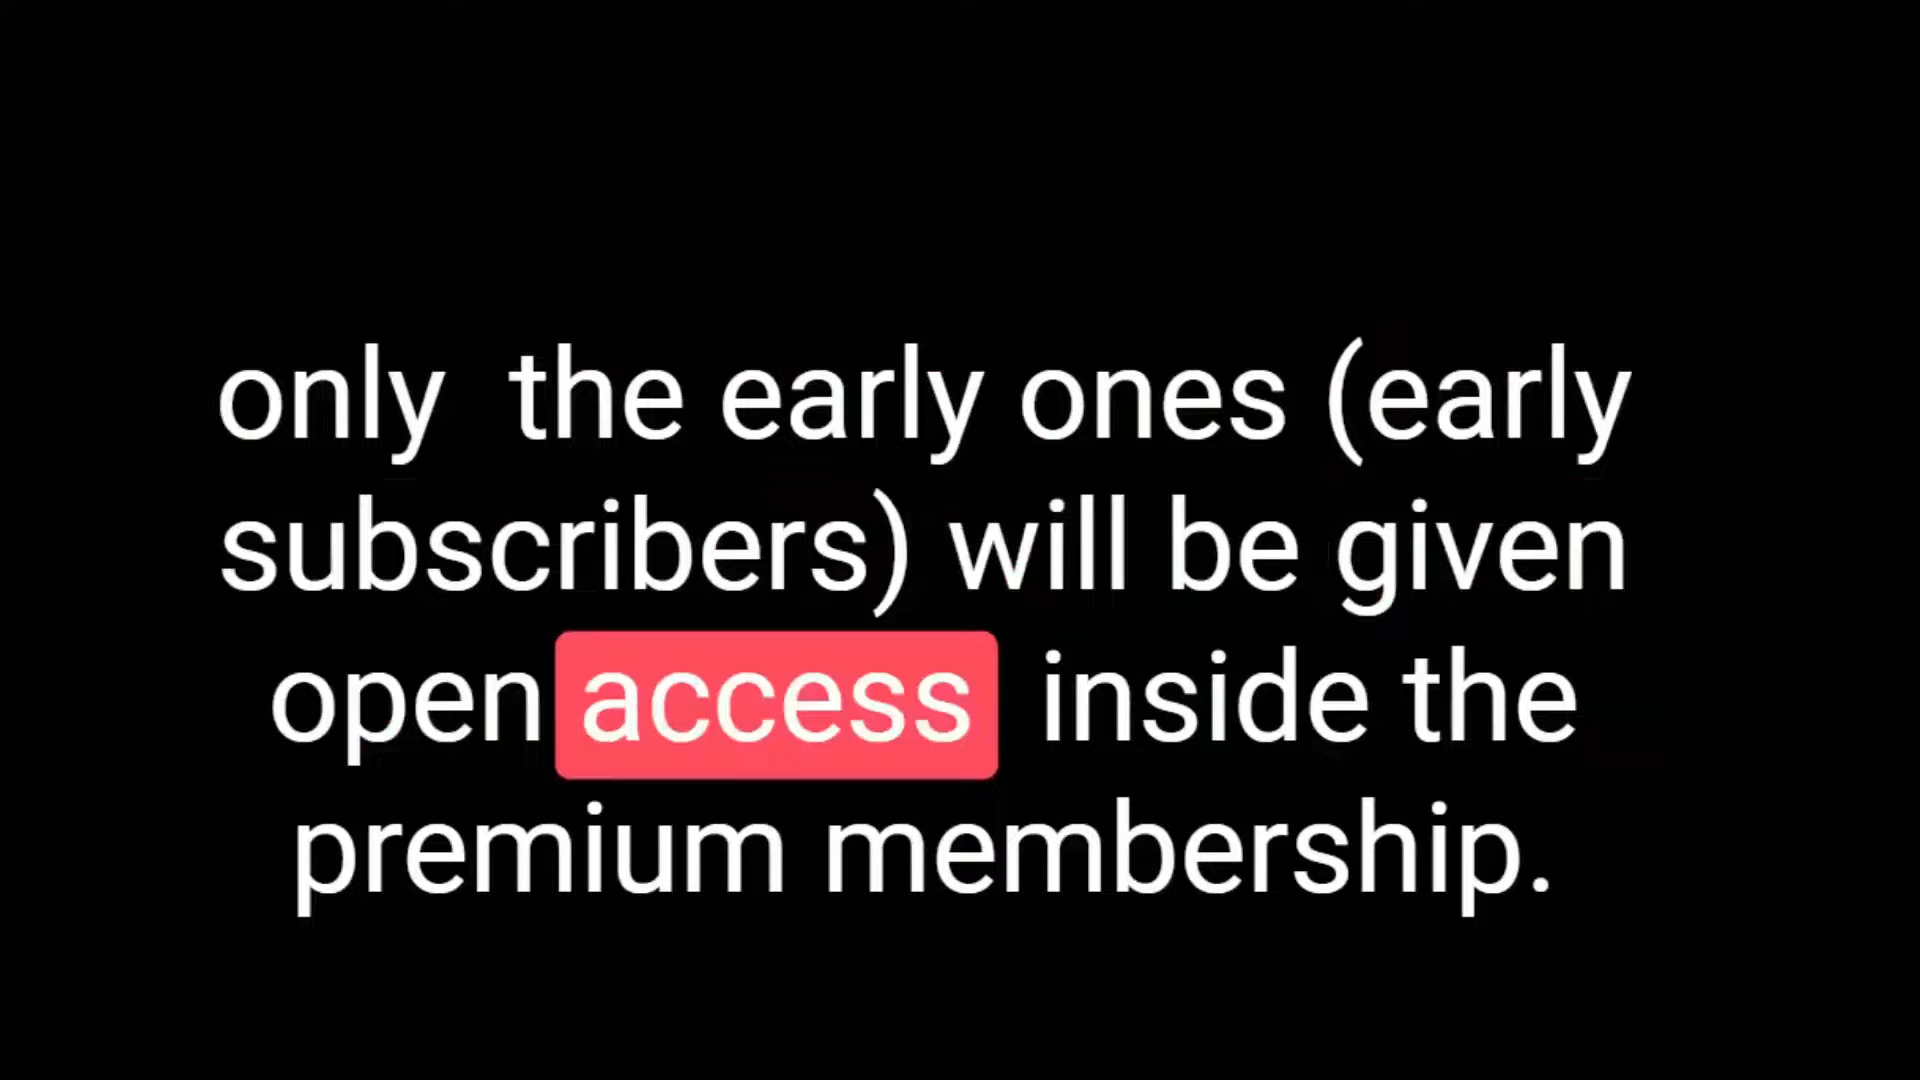 only  the early ones (early
subscribers) will be given
open access  inside the
premium membership.